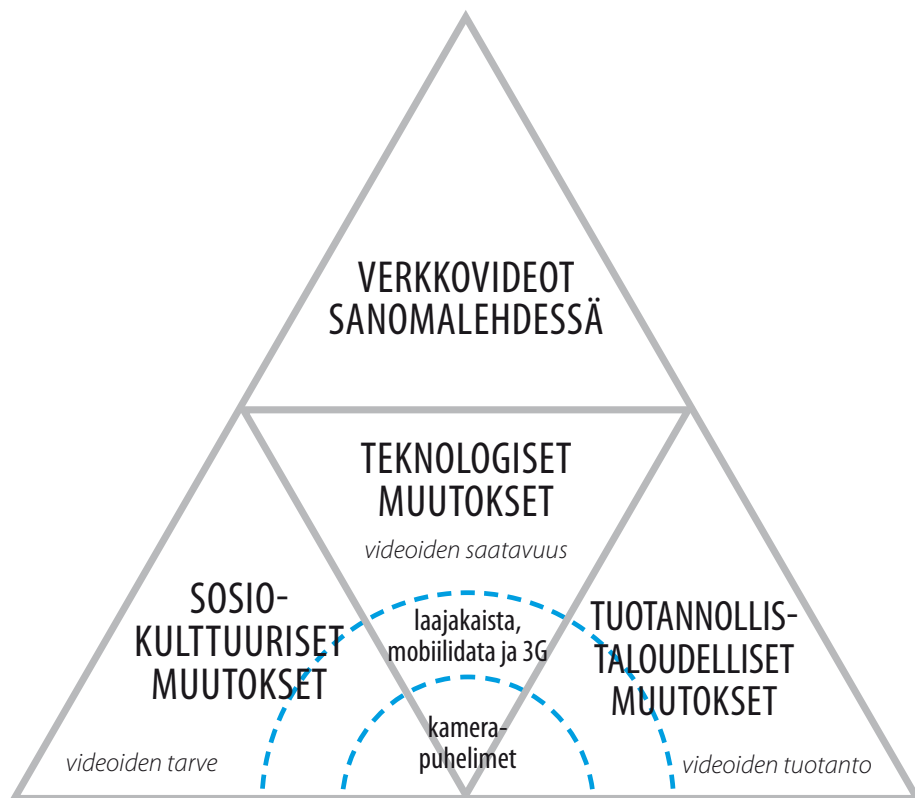 VERKKOVIDEOT
SANOMALEHDESSÄ
TEKNOLOGISET
MUUTOKSET
videoiden saatavuus
SOSIO-
KULTTUURISET
MUUTOKSET
videoiden tarve
laajakaista,
mobiilidata ja 3G
kamera-
puhelimet
TUOTANNOLLIS-
TALOUDELLISET
MUUTOKSET
videoiden tuotanto